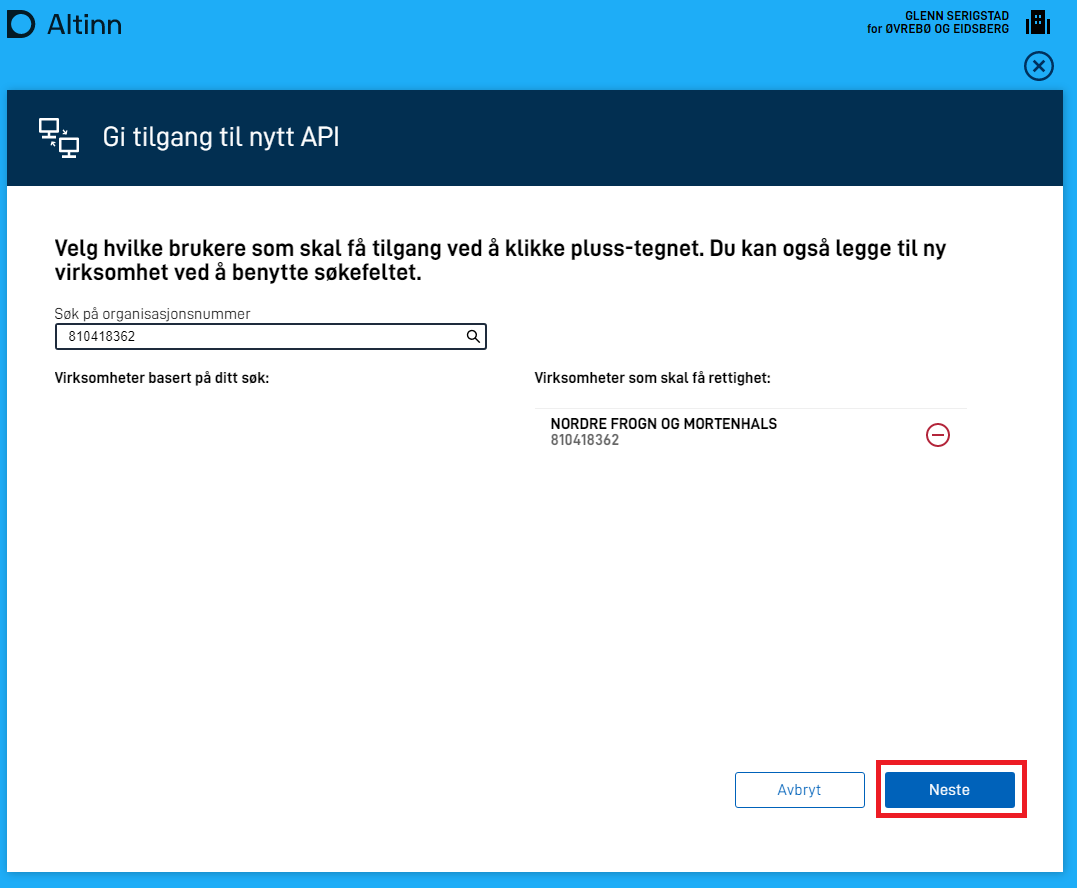 Altinn
GLENN SERIGSTAD
for ØVREBØ OG EIDSBERG
Gi tilgang til nytt API
Velg hvilke brukere som skal få tilgang ved å klikke pluss-tegnet. Du kan også legge til ny
virksomhet ved å benytte søkefeltet.
Søk på organisasjonsnummer
810418362
Virksomheter basert på ditt søk:
Virksomheter som skal få rettighet:
NORDRE FROGN OG MORTENHALS
810418362
Avbryt
Neste